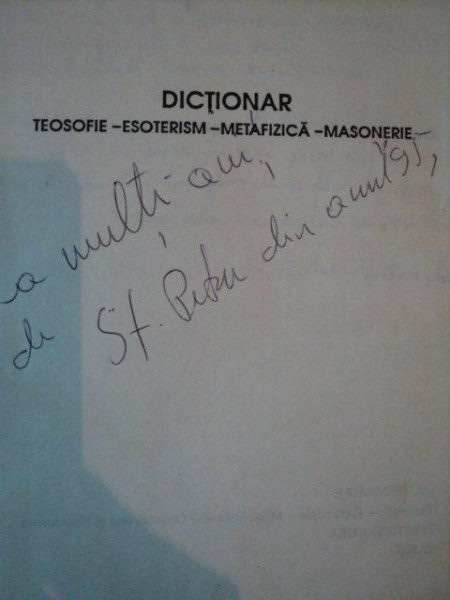 DICȚIONAR
TEOSOFIE –ESOTERISM –METAFIZICĂ –MASONERIE
La mulți ani,
de Sf. Petru din anul '95,